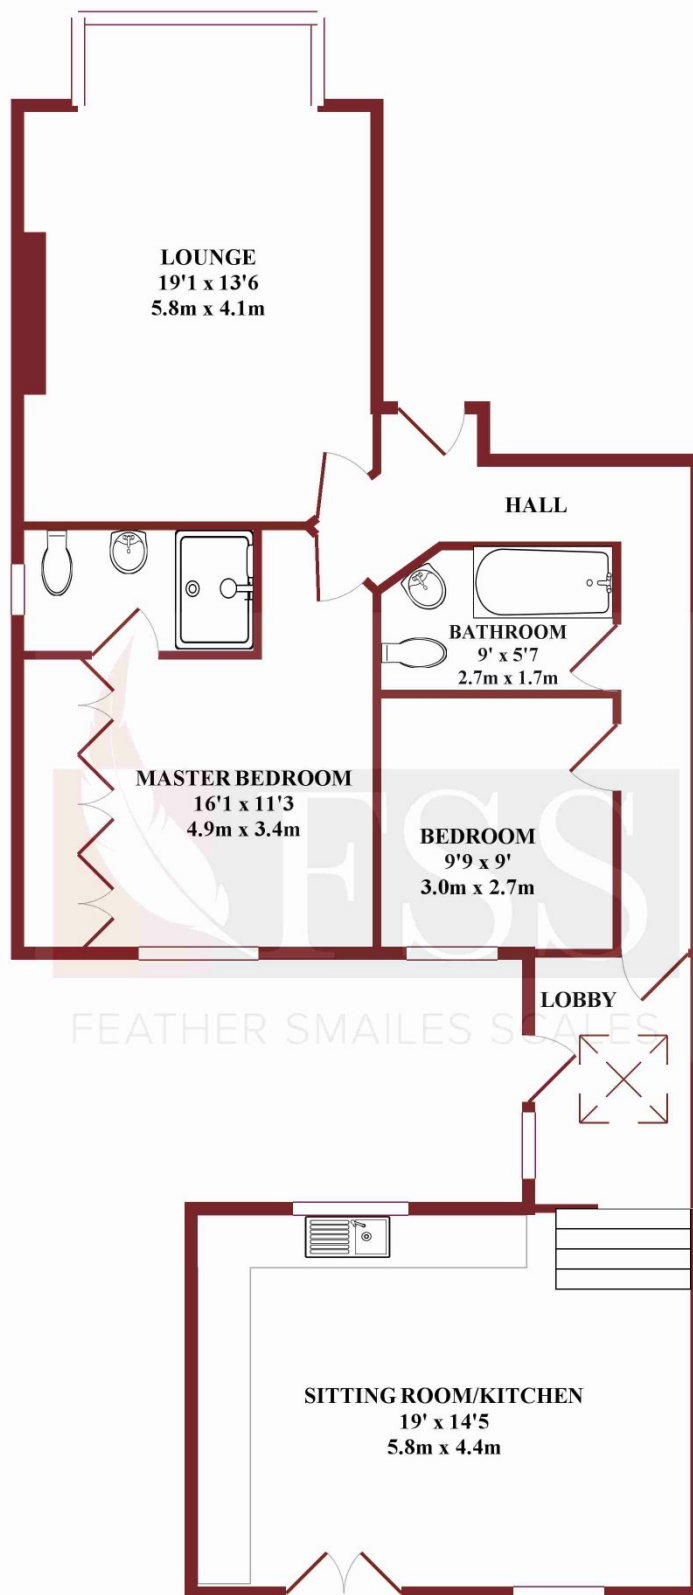 LOUNGE
19'1 x 13'6
5.8m x 4.1m
HALL
BATHROOM
9' x 5'7
2.7m x 1.7m
MASTER BEDROOM
16'1 x 11'3
4.9m x 3.4m
BEDROOM
9'9 x 9'
3.0m x 2.7m
FSS
LOBBY
FEATHER SMAILES SCALES
SITTING ROOM/KITCHEN
19' x 14'5
5.8m x 4.4m